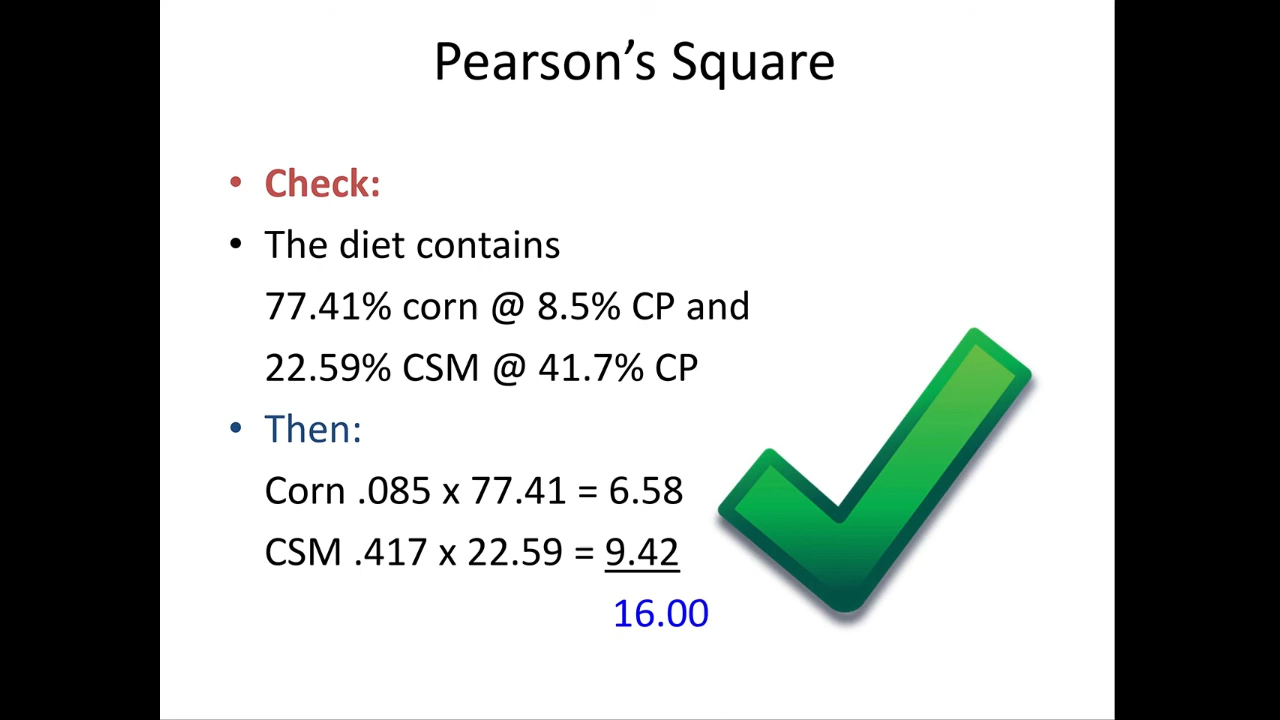 Pearson’s Square
• Check:
• The diet contains
77.41% corn @ 8.5% CP and
22.59% CSM @ 41.7% CP
• Then:
Corn .085 x 77.41 = 6.58
CSM .417 x 22.59 = 9.42
16.00